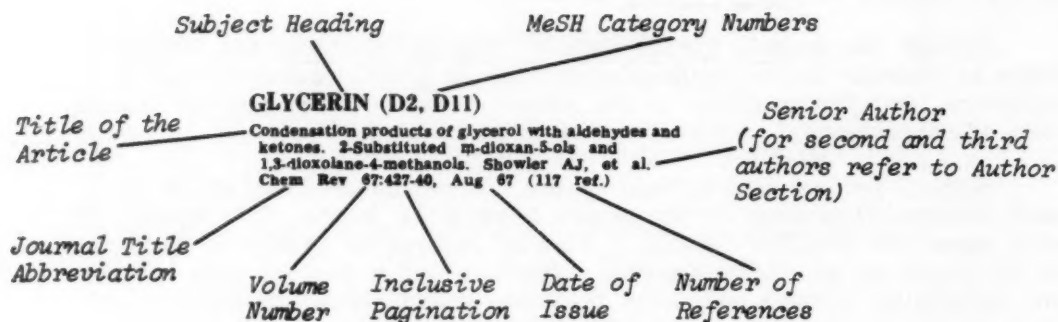 Subject Heading
MeSH Category Numbers
GLYCERIN (D2, D11)
Title of the
Article
Condensation products of glycerol with aldehydes and
ketones. 2-Substituted m-dioxan-5-ols and
1,3-dioxolane-4-methanols. Showler AJ, et al.
Chem Rev 67:427-40, Aug 67 (117 ref.)
Senior Author
(for second and third
authors refer to Author
Section)
Journal Title
Abbreviation
Volume
Number
Inclusive
Pagination
Date of
Issue
Number of
References